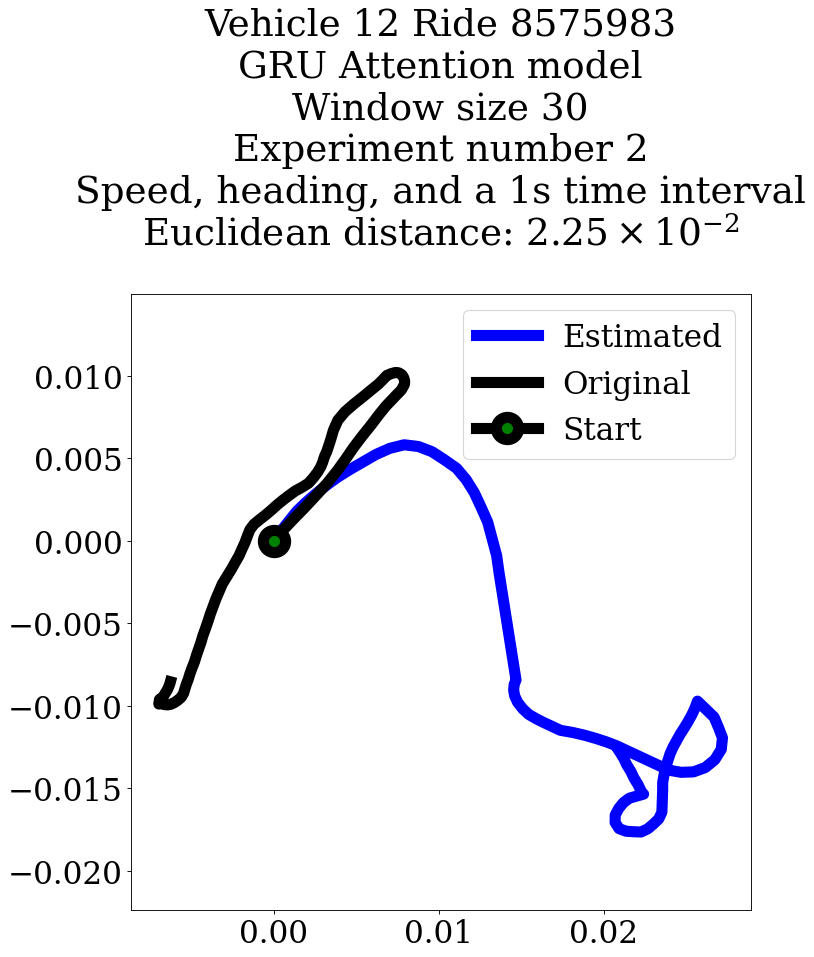 Vehicle 12 Ride 8575983
GRU Attention model
Window size 30
Experiment number 2
Speed, heading, and a 1s time interval
Euclidean distance: 2.25 × 10⁻²
Estimated
Original
Start
0.010
0.005
0.000
−0.005
−0.010
−0.015
−0.020
0.00 0.01 0.02